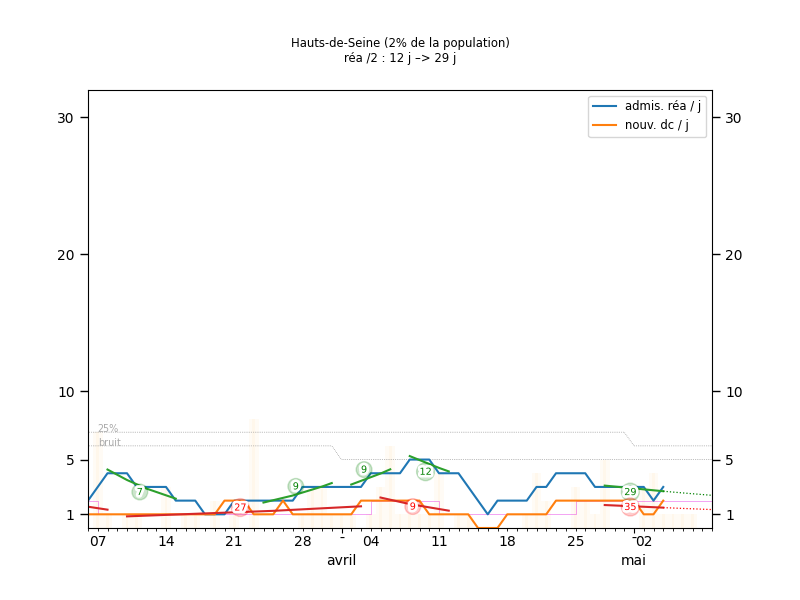 Hauts-de-Seine (2% de la population)
réa /2 : 12 j –> 29 j
admis. réa / j
nouv. dc / j
30 30
20 20
10 10
25%
bruit
5 5
9 9 12
7 29
27 9 35
1 1
07 14 21 28 - 04 11 18 25 - 02
avril mai